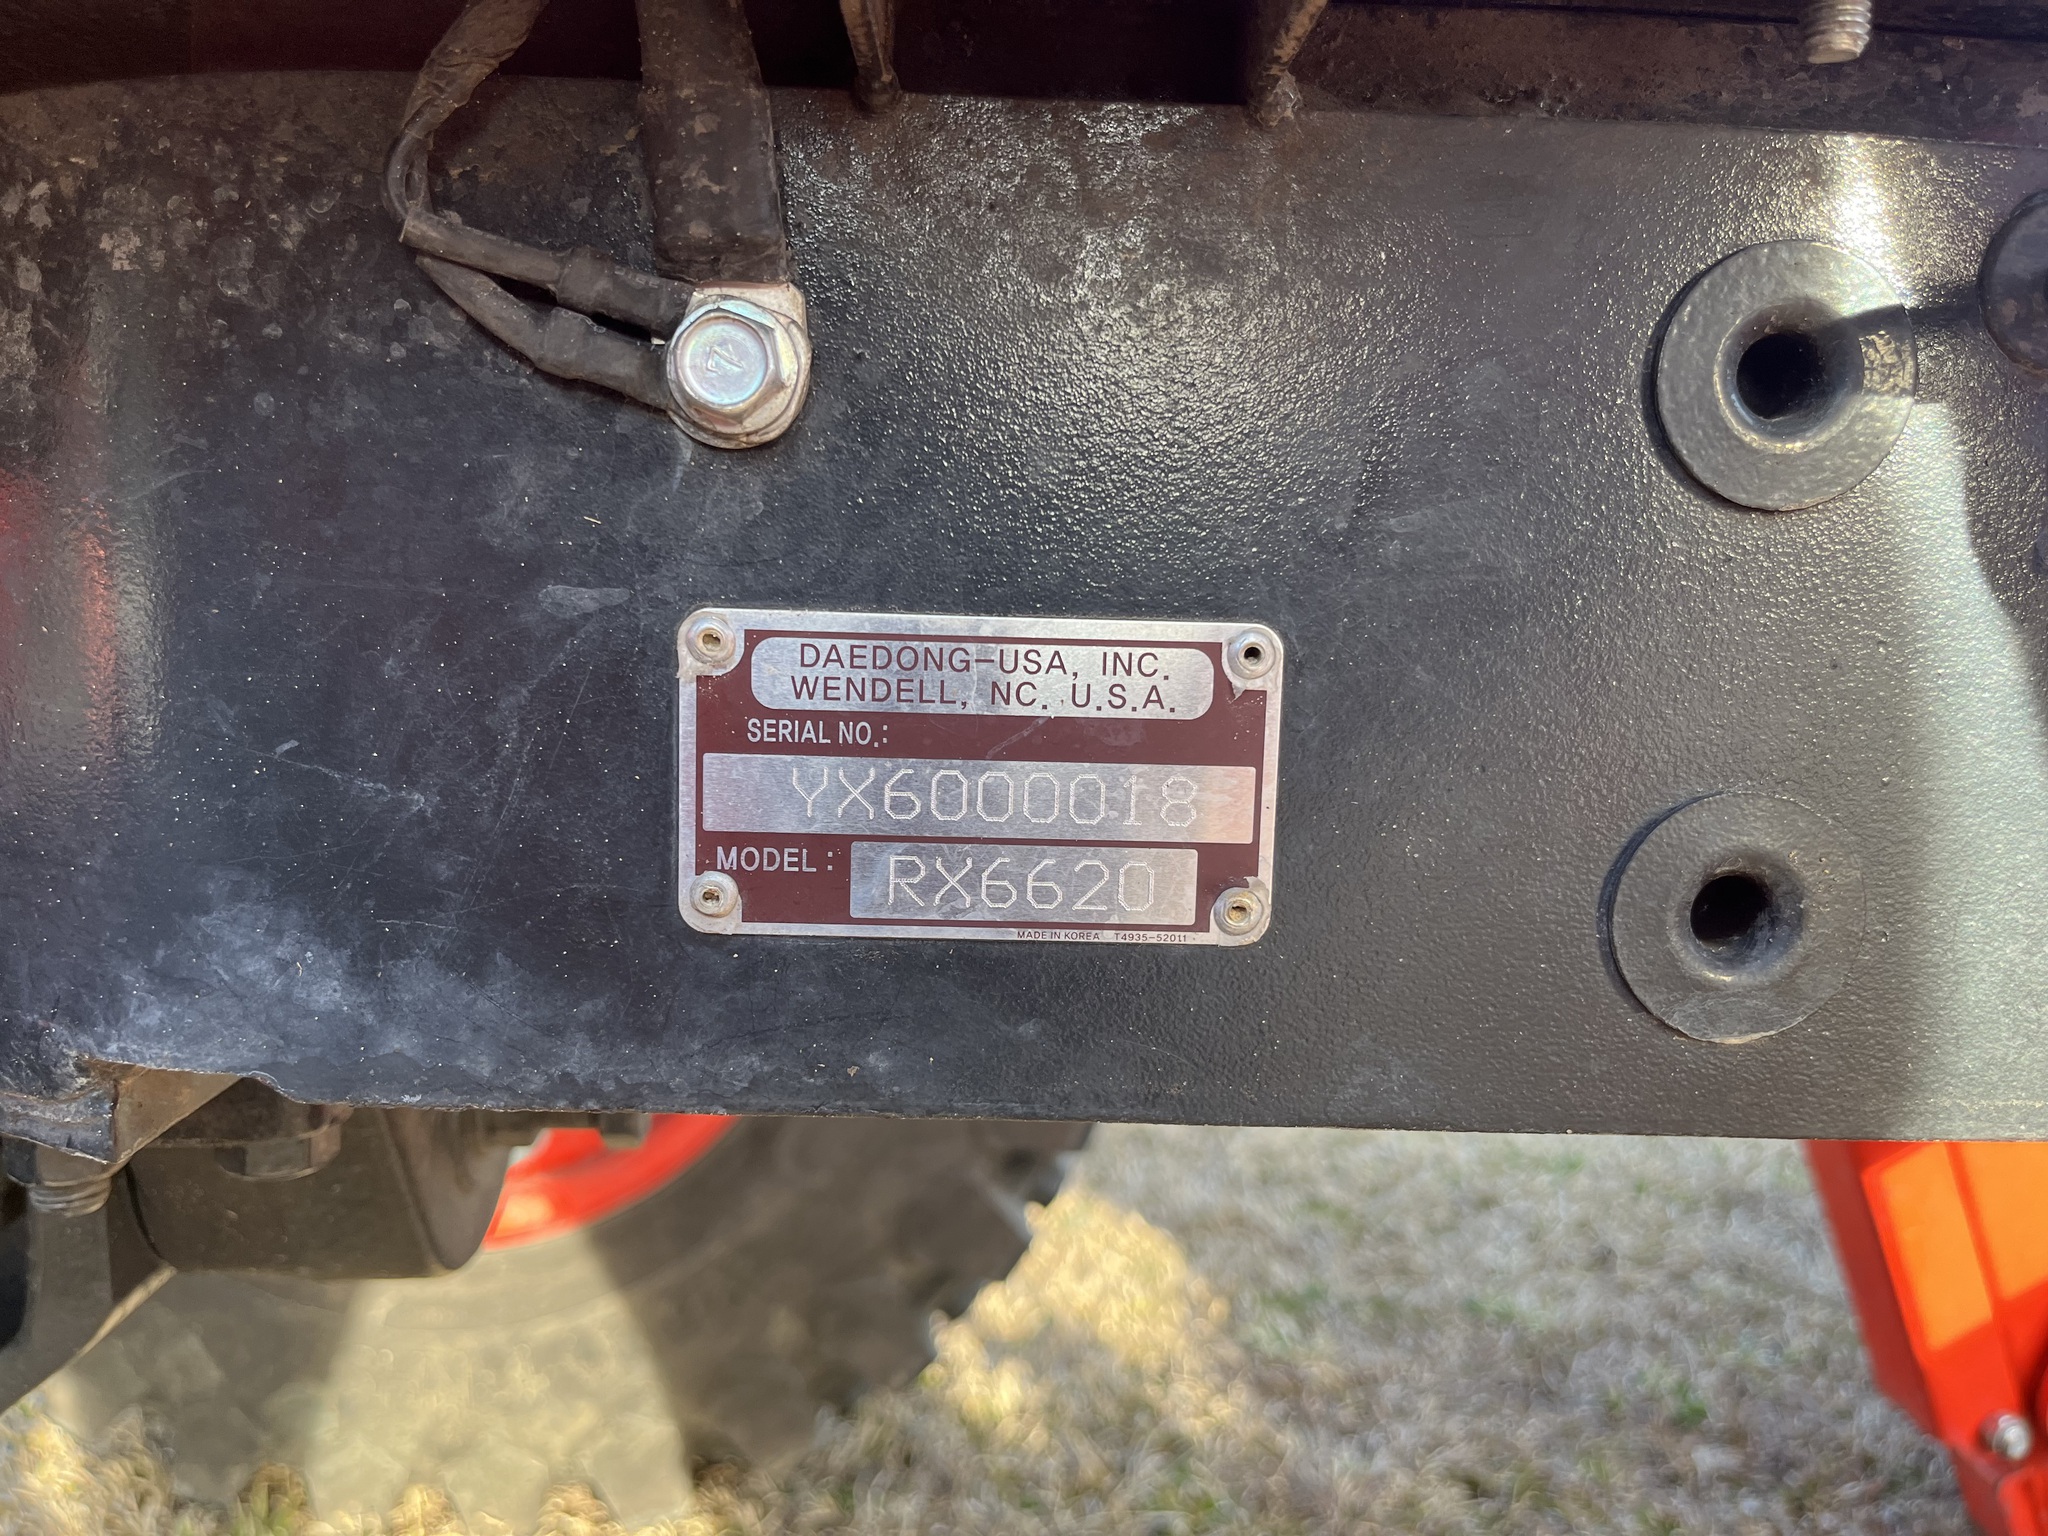 DAEDONG-USA, INC.
WENDELL, NC. U.S.A.
SERIAL NO.:
YX6000018
MODEL: RX6620
MADE IN KOREA T4935-52011